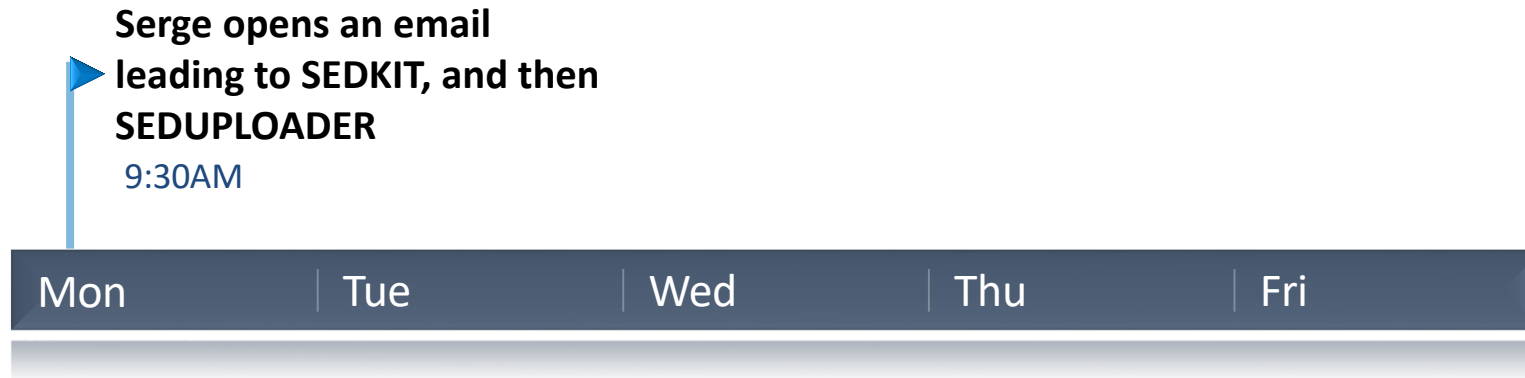 Serge opens an email
leading to SEDKIT, and then
SEDUPLOADER
9:30AM
Mon Tue Wed Thu Fri